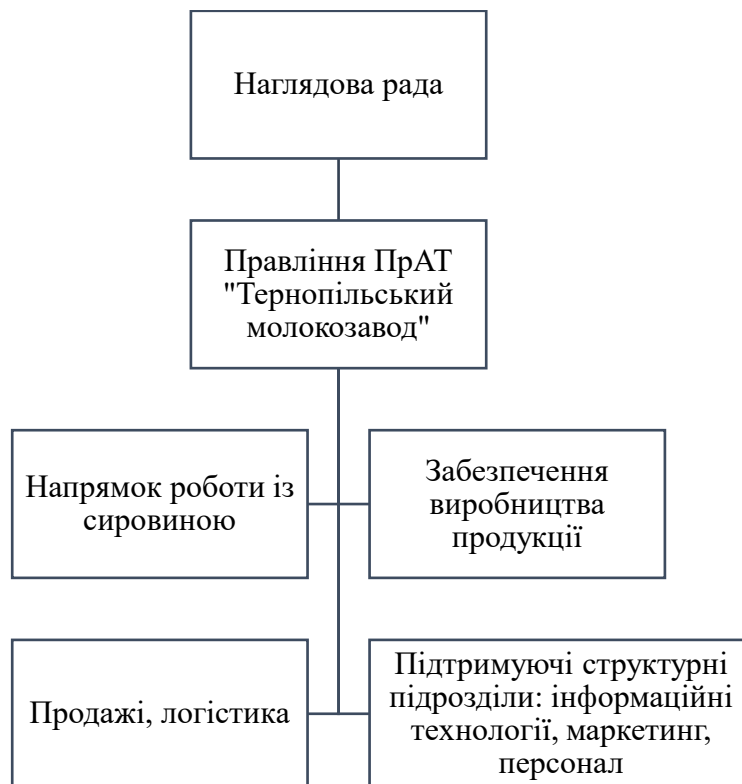 Наглядова рада
Правління ПрАТ
"Тернопільський
молокозавод"
Напрямок роботи із
сировиною
Забезпечення
виробництва
продукції
Продажі, логістика
Підтримуючі структурні
підрозділи: інформаційні
технології, маркетинг,
персонал